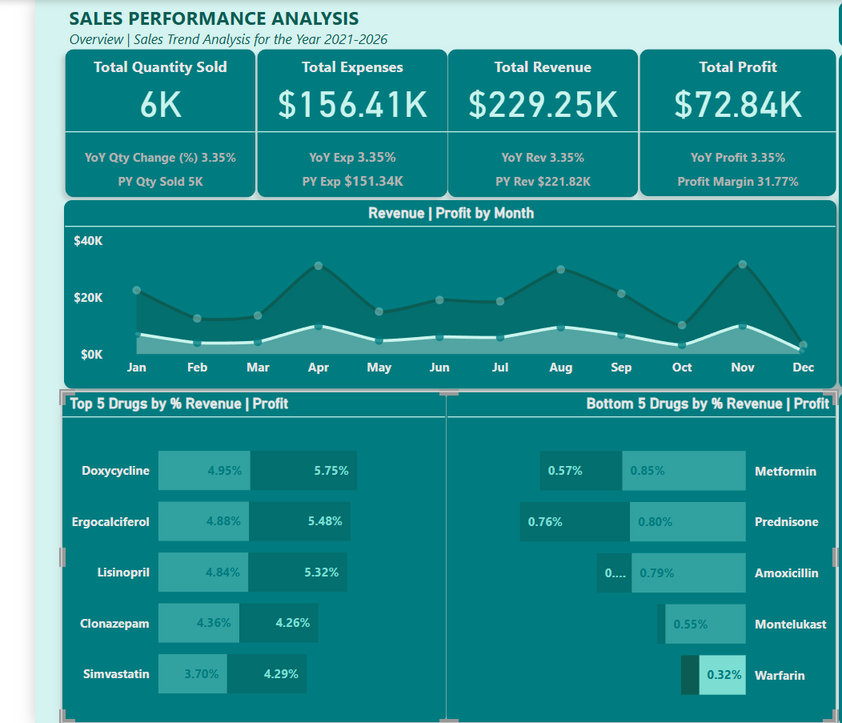 SALES PERFORMANCE ANALYSIS
Overview | Sales Trend Analysis for the Year 2021-2026
Total Quantity Sold
6K
YoY Qty Change (%) 3.35%
PY Qty Sold 5K
Total Expenses
$156.41K
YoY Exp 3.35%
PY Exp $151.34K
Total Revenue
$229.25K
YoY Rev 3.35%
PY Rev $221.82K
Total Profit
$72.84K
YoY Profit 3.35%
Profit Margin 31.77%
Revenue | Profit by Month
$40K
$20K
$0K
Jan Feb Mar Apr May Jun Jul Aug Sep Oct Nov Dec
Top 5 Drugs by % Revenue | Profit
Doxycycline 4.95% 5.75%
Ergocalciferol 4.88% 5.48%
Lisinopril 4.84% 5.32%
Clonazepam 4.36% 4.26%
Simvastatin 3.70% 4.29%
Bottom 5 Drugs by % Revenue | Profit
0.57% 0.85% Metformin
0.76% 0.80% Prednisone
0.... 0.79% Amoxicillin
0.55% Montelukast
0.32% Warfarin